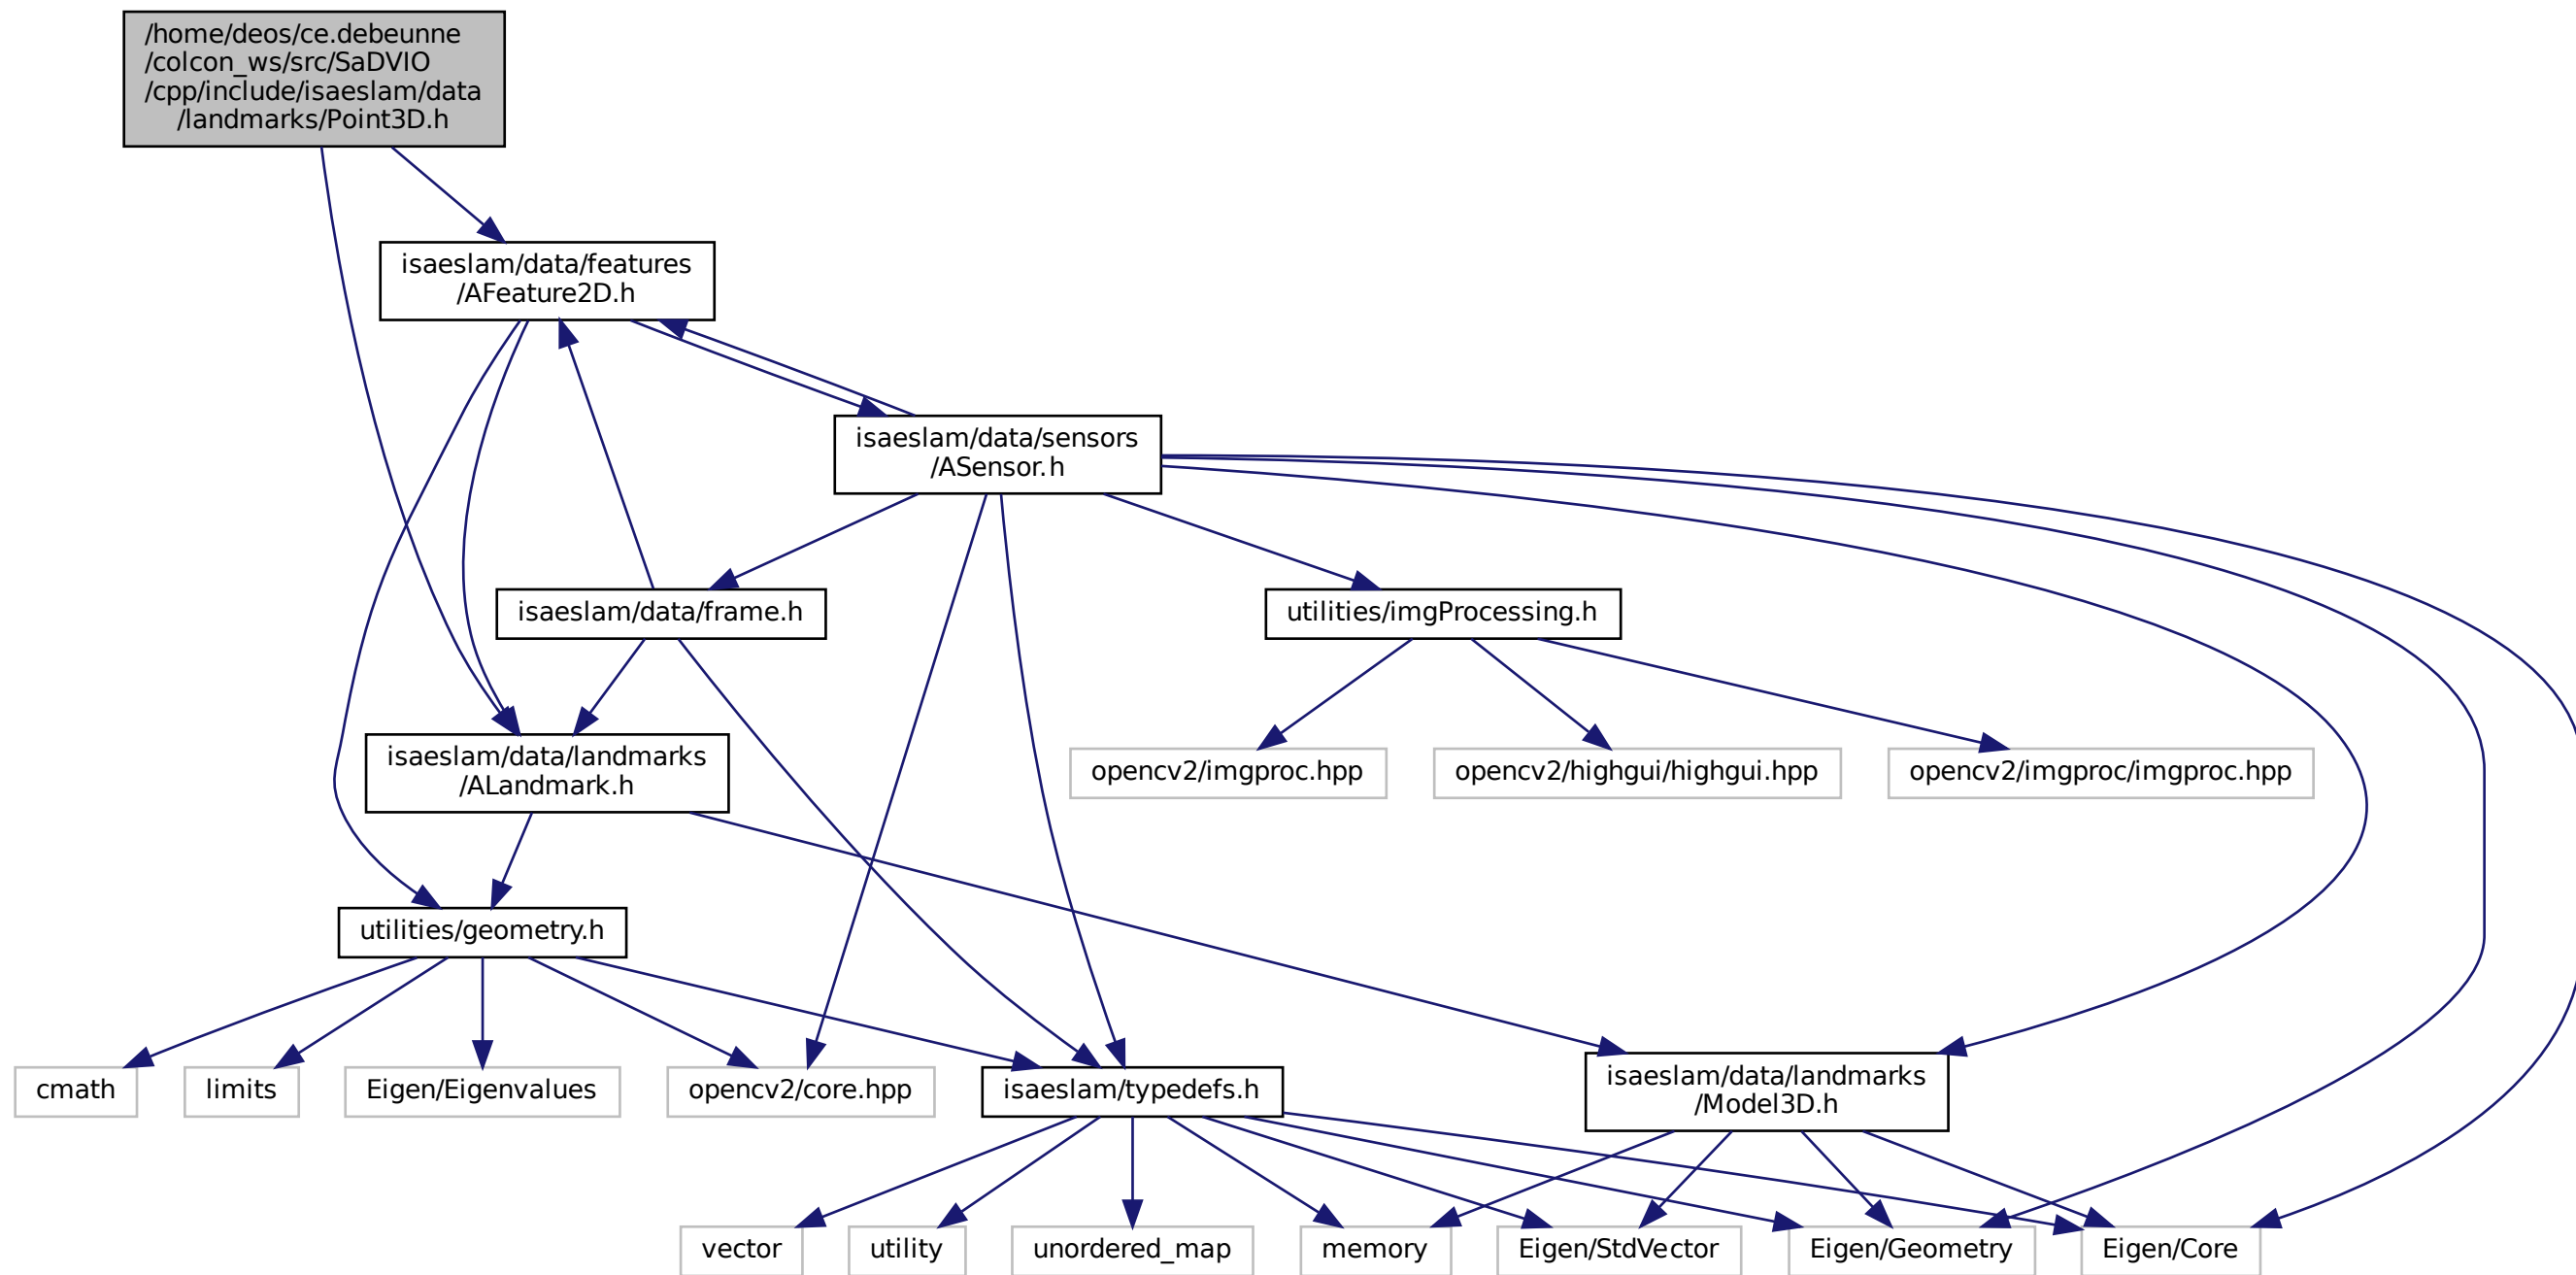 /home/deos/ce.debeunne
/colcon_ws/src/SaDVIO
/cpp/include/isaeslam/data
/landmarks/Point3D.h
isaeslam/data/features
/AFeature2D.h
isaeslam/data/sensors
/ASensor.h
isaeslam/data/frame.h
utilities/imgProcessing.h
isaeslam/data/landmarks
/ALandmark.h
opencv2/imgproc.hpp
opencv2/highgui/highgui.hpp
opencv2/imgproc/imgproc.hpp
utilities/geometry.h
cmath
limits
Eigen/Eigenvalues
opencv2/core.hpp
isaeslam/typedefs.h
isaeslam/data/landmarks
/Model3D.h
vector
utility
unordered_map
memory
Eigen/StdVector
Eigen/Geometry
Eigen/Core